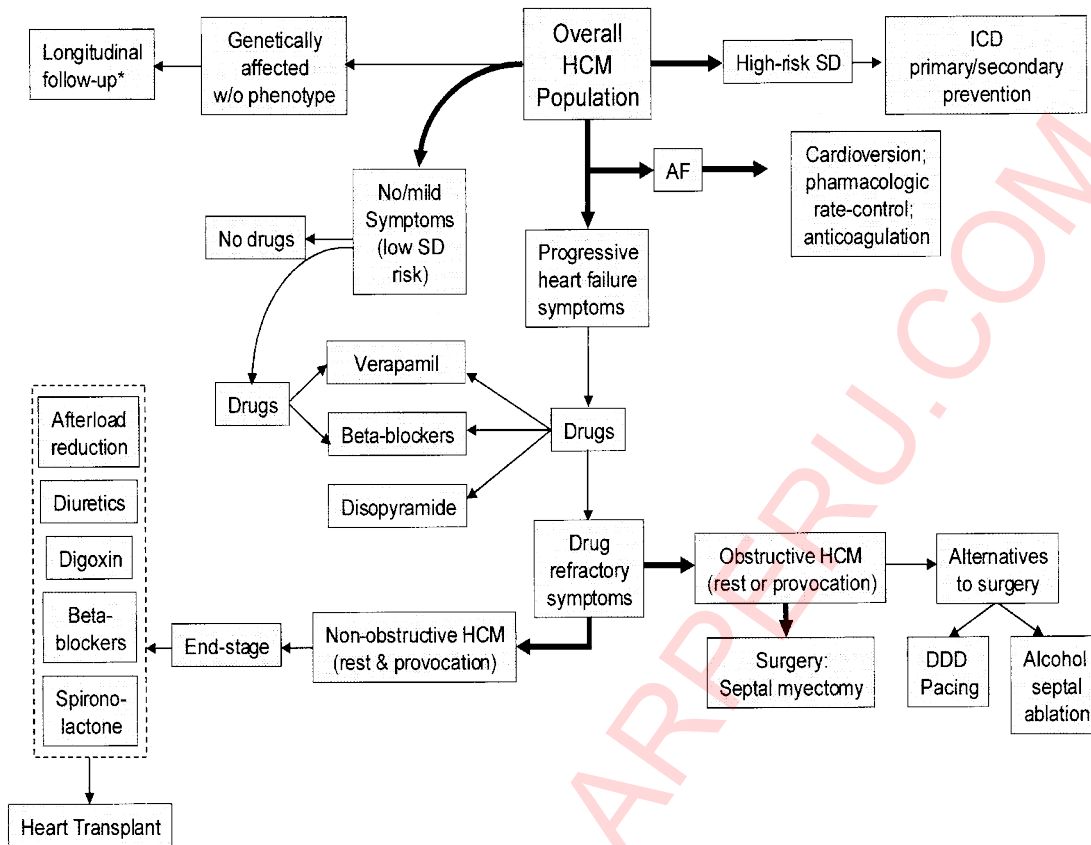 Overall
HCM
Population
Genetically
affected
w/o phenotype
Longitudinal
follow-up*
High-risk SD
ICD
primary/secondary
prevention
AF
Cardioversion;
pharmacologic
rate-control;
anticoagulation
No/mild
Symptoms
(low SD
risk)
No drugs
Progressive
heart failure
symptoms
Drugs
Verapamil
Beta-blockers
Disopyramide
Drugs
Drug
refractory
symptoms
Obstructive HCM
(rest or provocation)
Alternatives
to surgery
Surgery:
Septal myectomy
DDD
Pacing
Alcohol
septal
ablation
Non-obstructive HCM
(rest & provocation)
End-stage
Afterload
reduction
Diuretics
Digoxin
Beta-
blockers
Spirono-
lactone
Heart Transplant
ARPERU.COM